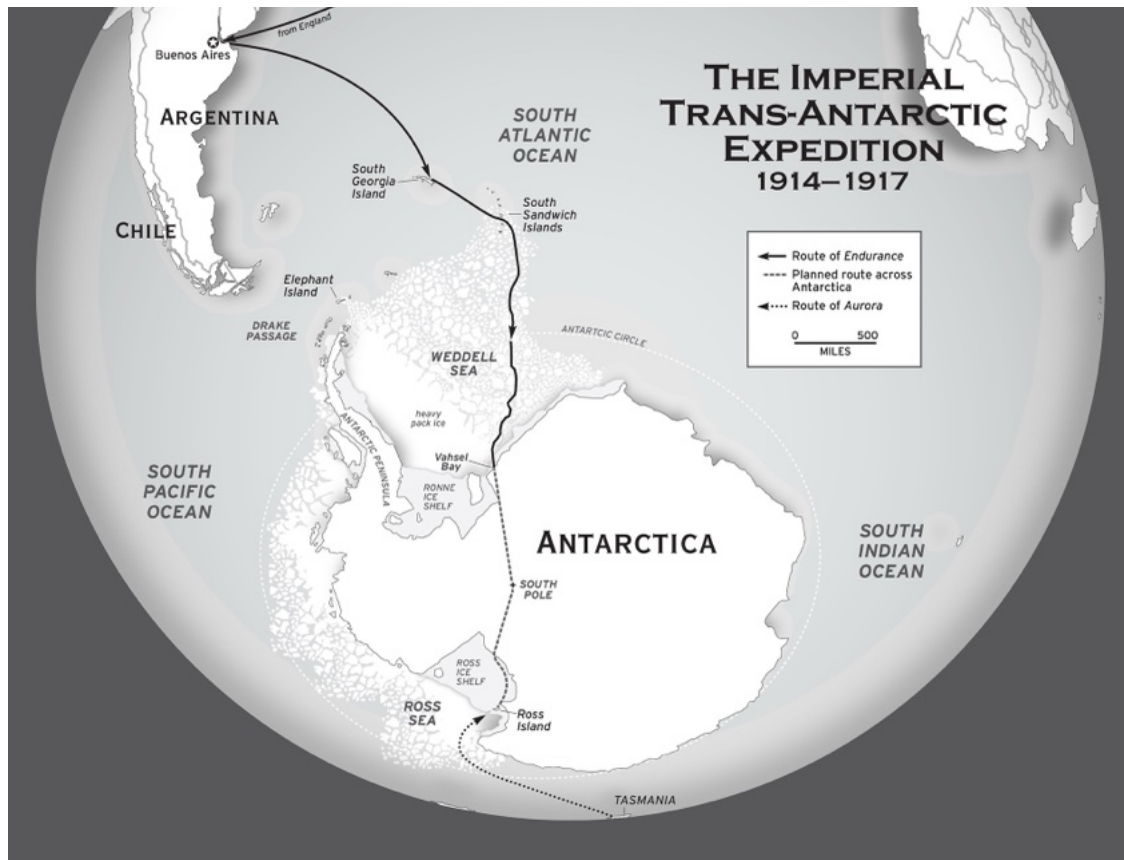 from England
Buenos Aires
ARGENTINA
CHILE
SOUTH
ATLANTIC
OCEAN
THE IMPERIAL
TRANS-ANTARCTIC
EXPEDITION
1914–1917
South
Georgia
Island
South
Sandwich
Islands
Route of Endurance
Planned route across
Antarctica
Route of Aurora
0 500
MILES
Elephant
Island
DRAKE
PASSAGE
ANTARTCIC CIRCLE
WEDDELL
SEA
heavy
pack ice
ANTARCTIC PENINSULA
Vahsel
Bay
RONNE
ICE
SHELF
SOUTH
PACIFIC
OCEAN
ANTARCTICA
SOUTH
INDIAN
OCEAN
SOUTH
POLE
ROSS
ICE
SHELF
ROSS
SEA
Ross
Island
TASMANIA